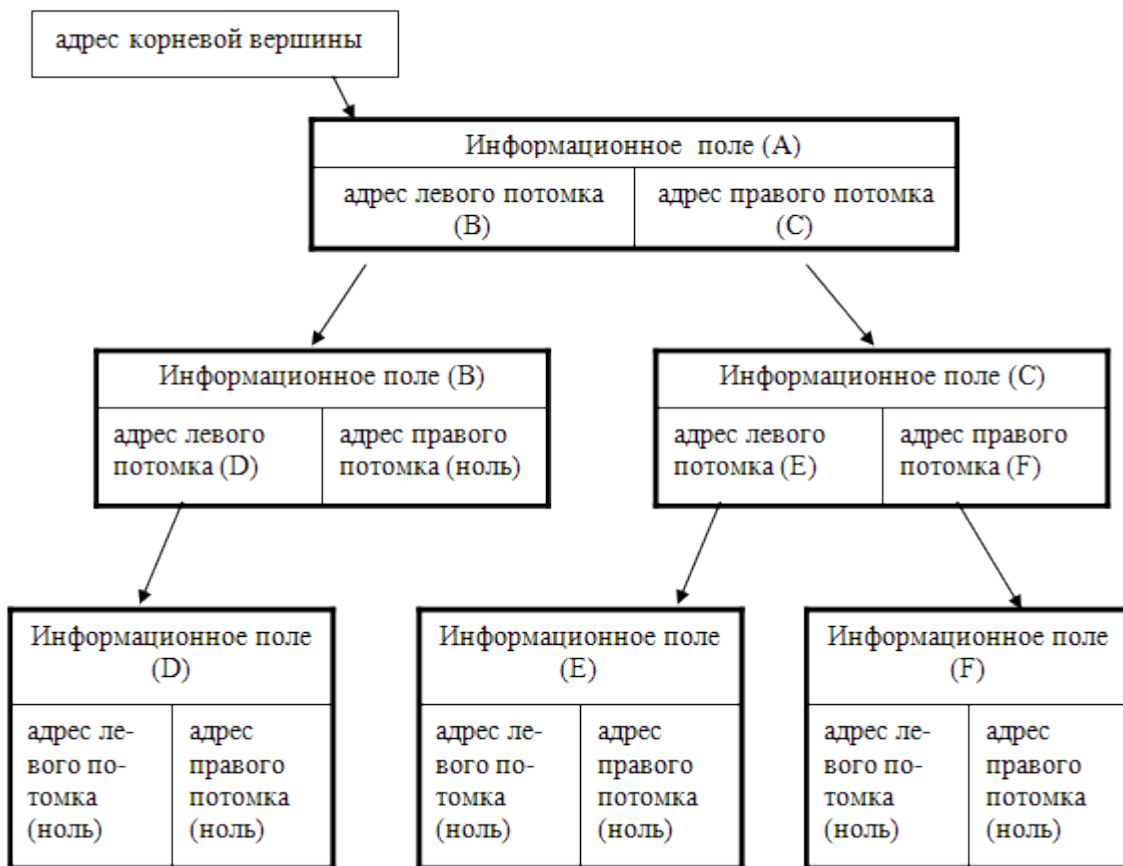 адрес корневой вершины
Информационное поле (A)
адрес левого потомка
(B)
адрес правого потомка
(C)
Информационное поле (B)
адрес левого
потомка (D)
адрес правого
потомка (ноль)
Информационное поле (C)
адрес левого
потомка (E)
адрес правого
потомка (F)
Информационное поле
(D)
адрес ле-
вого по-
томка
(ноль)
адрес
правого
потомка
(ноль)
Информационное поле
(E)
адрес ле-
вого по-
томка
(ноль)
адрес
правого
потомка
(ноль)
Информационное поле
(F)
адрес ле-
вого по-
томка
(ноль)
адрес
правого
потомка
(ноль)